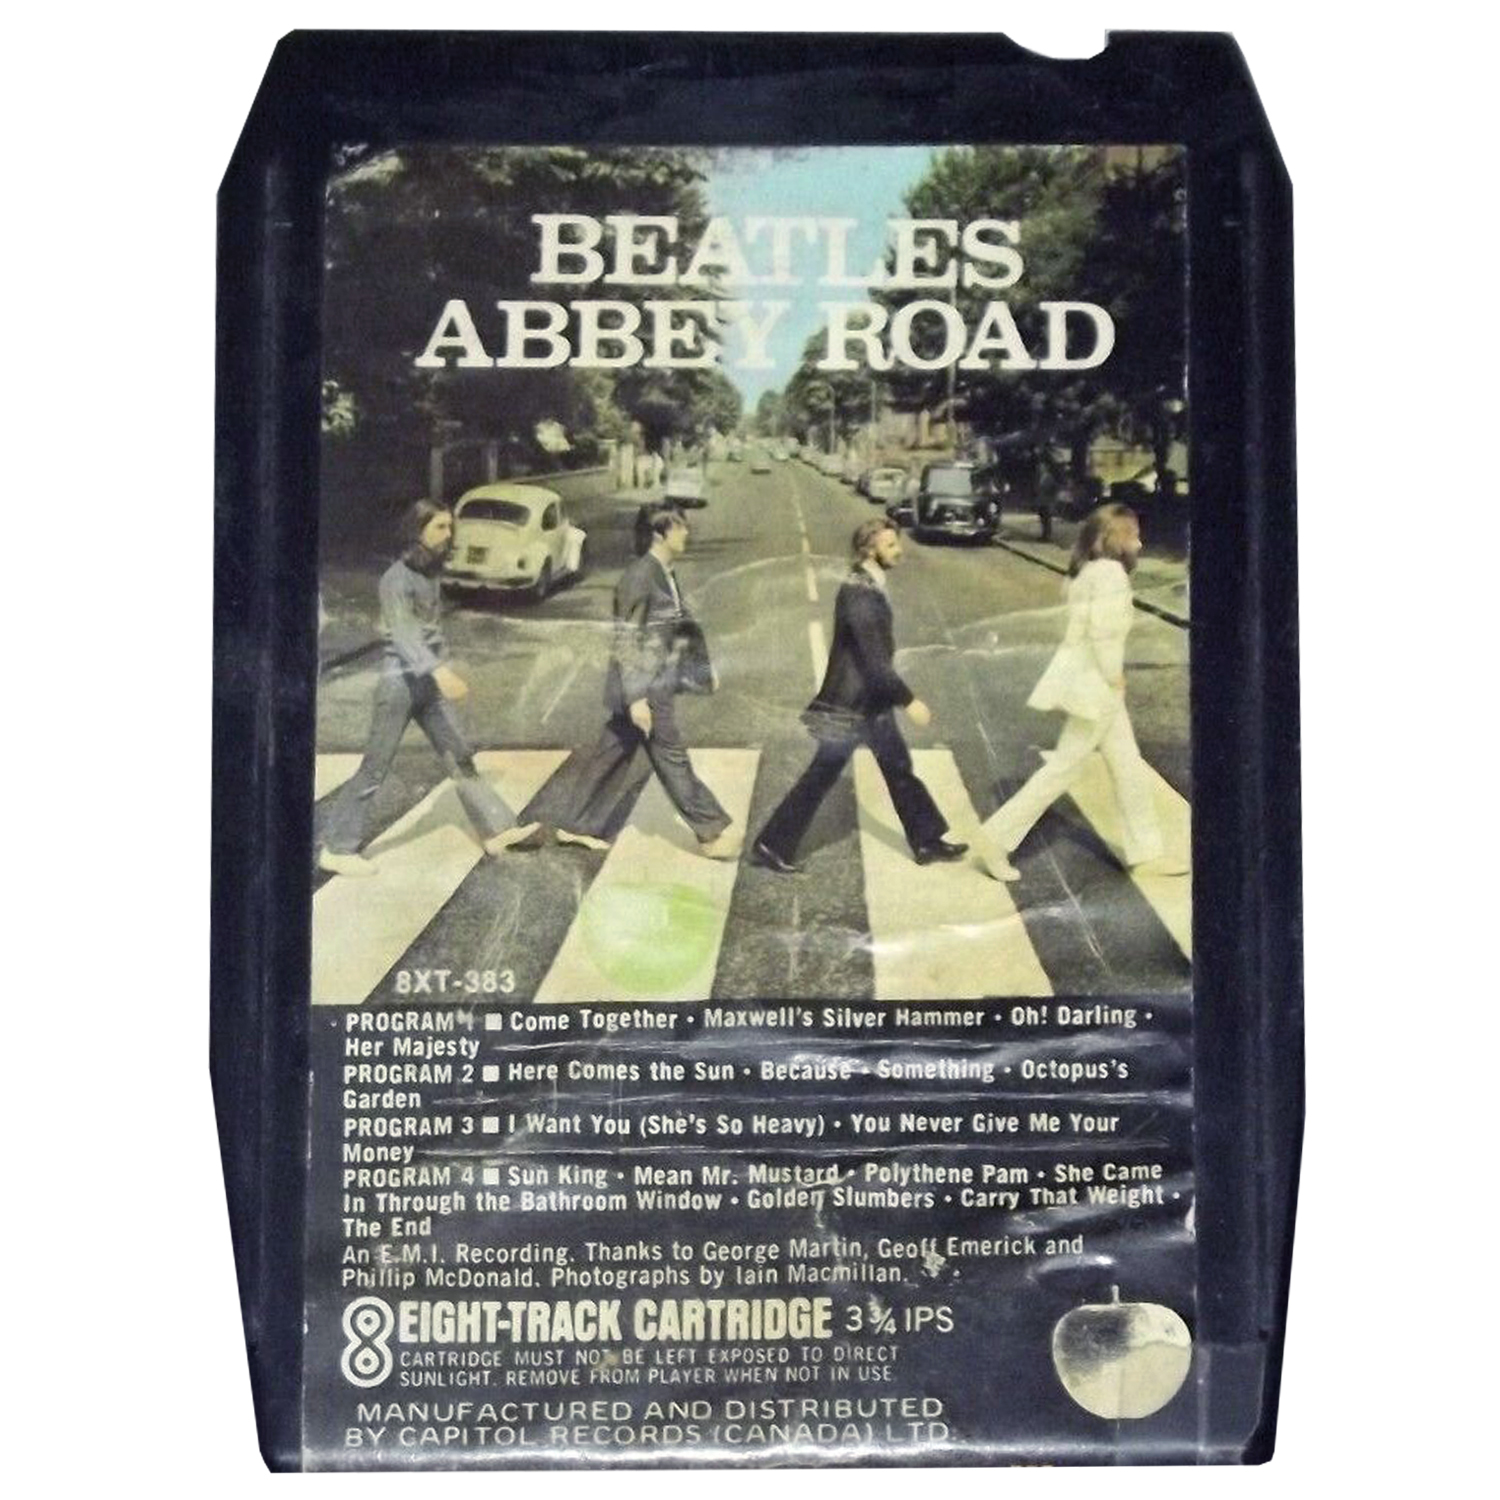 BEATLES
ABBEY ROAD
8XT-383
PROGRAM 1 ■ Come Together • Maxwell's Silver Hammer • Oh! Darling •
Her Majesty
PROGRAM 2 ■ Here Comes the Sun • Because • Something • Octopus's
Garden
PROGRAM 3 ■ I Want You (She's So Heavy) • You Never Give Me Your
Money
PROGRAM 4 ■ Sun King • Mean Mr. Mustard • Polythene Pam • She Came
In Through the Bathroom Window • Golden Slumbers • Carry That Weight •
The End
An E.M.I. Recording. Thanks to George Martin, Geoff Emerick and
Phillip McDonald. Photographs by Iain Macmillan.
8 EIGHT-TRACK CARTRIDGE 3¾ IPS
CARTRIDGE MUST NOT BE LEFT EXPOSED TO DIRECT
SUNLIGHT. REMOVE FROM PLAYER WHEN NOT IN USE
MANUFACTURED AND DISTRIBUTED
BY CAPITOL RECORDS (CANADA) LTD.